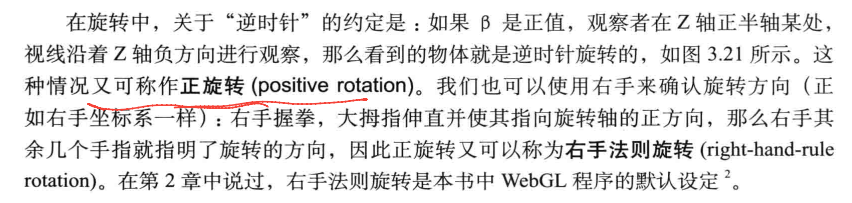 在旋转中，关于“逆时针”的约定是：如果 β 是正值，观察者在 Z 轴正半轴某处，
视线沿着 Z 轴负方向进行观察，那么看到的物体就是逆时针旋转的，如图 3.21 所示。这
种情况又可称作正旋转 (positive rotation)。我们也可以使用右手来确认旋转方向（正
如右手坐标系一样）：右手握拳，大拇指伸直并使其指向旋转轴的正方向，那么右手其
余几个手指就指明了旋转的方向，因此正旋转又可以称为右手法则旋转 (right-hand-rule
rotation)。在第 2 章中说过，右手法则旋转是本书中 WebGL 程序的默认设定 2。